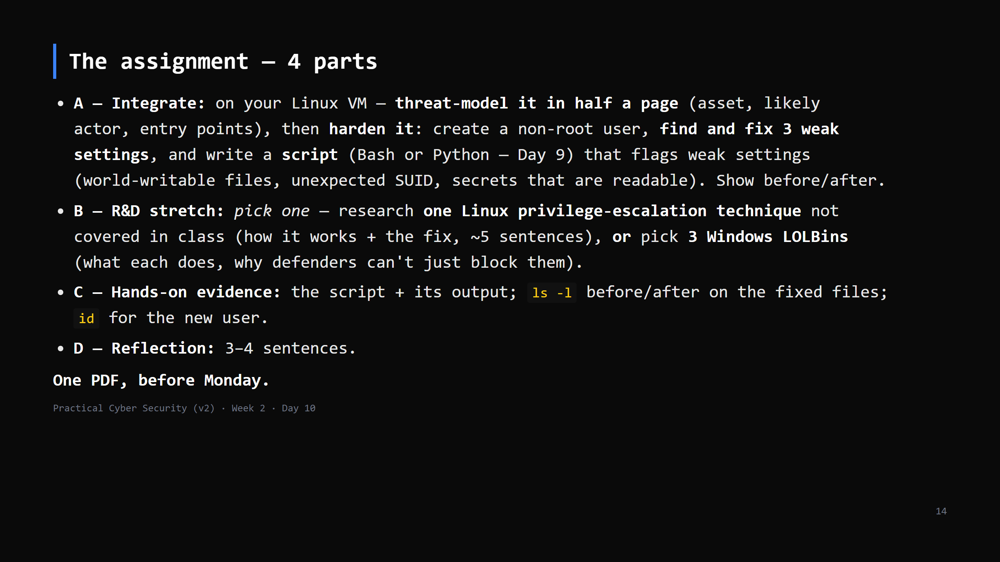 The assignment — 4 parts
• A — Integrate: on your Linux VM — threat-model it in half a page (asset, likely
actor, entry points), then harden it: create a non-root user, find and fix 3 weak
settings, and write a script (Bash or Python — Day 9) that flags weak settings
(world-writable files, unexpected SUID, secrets that are readable). Show before/after.
• B — R&D stretch: pick one — research one Linux privilege-escalation technique not
covered in class (how it works + the fix, ~5 sentences), or pick 3 Windows LOLBins
(what each does, why defenders can't just block them).
• C — Hands-on evidence: the script + its output; ls -l before/after on the fixed files;
id for the new user.
• D — Reflection: 3–4 sentences.
One PDF, before Monday.
Practical Cyber Security (v2) · Week 2 · Day 10
14